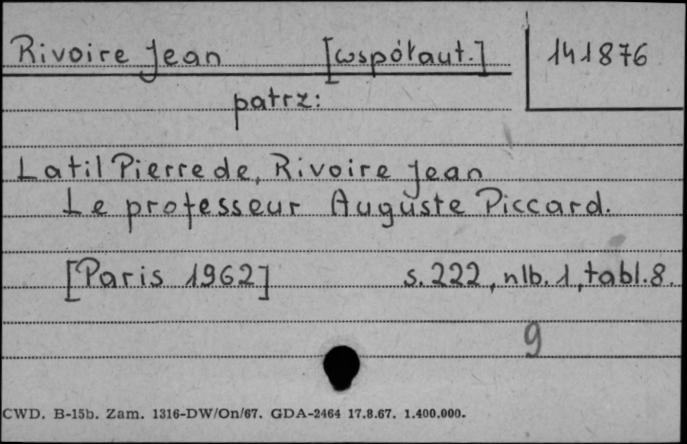 Rivoire Jean [współaut.] 141876
patrz:
Latil Pierre de, Rivoire Jean
Le professeur Auguste Piccard.
[Paris 1962] s. 222, nlb. 1, tabl. 8.
9
CWD. B-15b. Zam. 1316-DW/On/67. GDA-2464 17.8.67. 1.400.000.